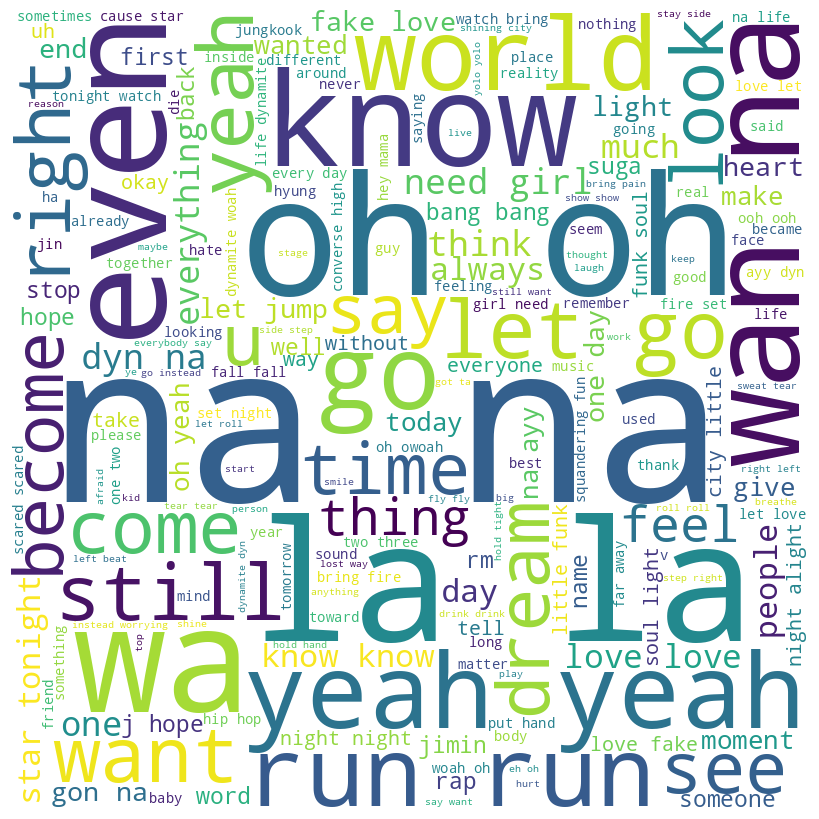 sometimes
cause star
uh
end
first
tonight watch
jungkook
fake love
wanted
inside
different
around
never
watch bring
shining city
nothing
place
reality
stay side
na life
love let
said
world
know
look
wanna
even
right
yeah
back
die
life dynamite
saying
yolo yolo
light
going
much
heart
okay
everything
every day
hyung
hey mama
live
need girl
suga
real
make
ha
already
jin
maybe
together
hate
dynamite woah
converse high
guy
stage
bang bang
show show
bring pain
seem
thought
laugh
funk soul
keep
good
face
ooh ooh
became
ayy dyn
stop
hope
oh oh
think
always
feeling
still want
girl need
remember
fire set
life
looking
everybody say
let jump
side step
say
let go
work
without
u
well
dyn na
ye
go instead
fall fall
way
go
got ta
everyone
music
one day
sweat tear
become
take
please
set night
let roll
today
best
used
thank
city little
right left
scared scared
one two
oh yeah
na na
oh owoah
squandering fun
na ayy
afraid
kid
start
smile
fly fly
big
time
give
breathe
roll roll
let love
tear tear
person
come
thing
feel
left beat
year
sound
two three
lost way
bring fire
rm
hold tight
dream
little funk
name
far away
v
step right
people
night alight
still
mind
dynamite dyn
tomorrow
anything
toward
day
drink drink
tell
long
soul light
la la
instead worrying
shine
top
hold hand
know know
matter
play
love love
star tonight
something
friend
wa
yeah yeah
one
j hope
hip hop
put hand
night night
jimin
body
love fake
moment
want
woah oh
eh oh
hurt
gon na
baby
word
run run
rap
say want
see
someone
reason